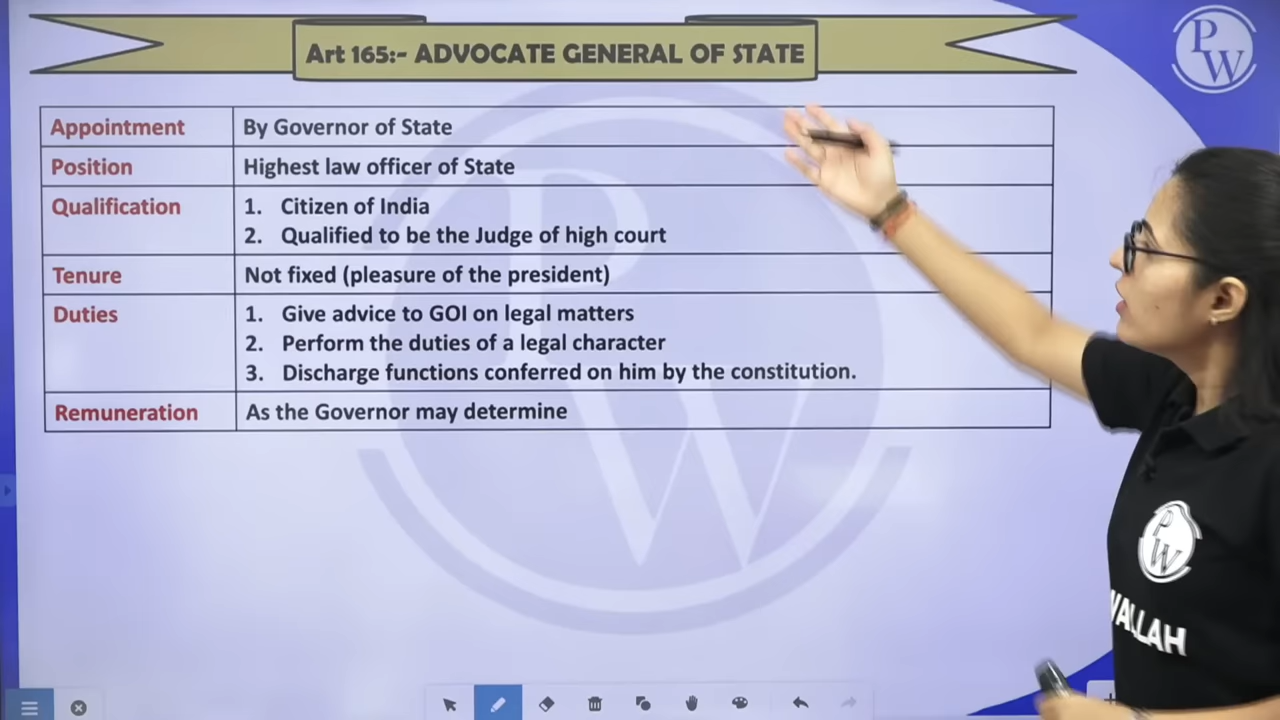 Art 165:- ADVOCATE GENERAL OF STATE
PW
Appointment By Governor of State
Position Highest law officer of State
Qualification 1. Citizen of India
2. Qualified to be the Judge of high court
Tenure Not fixed (pleasure of the president)
Duties 1. Give advice to GOI on legal matters
2. Perform the duties of a legal character
3. Discharge functions conferred on him by the constitution.
Remuneration As the Governor may determine
PW
PW
WALLAH